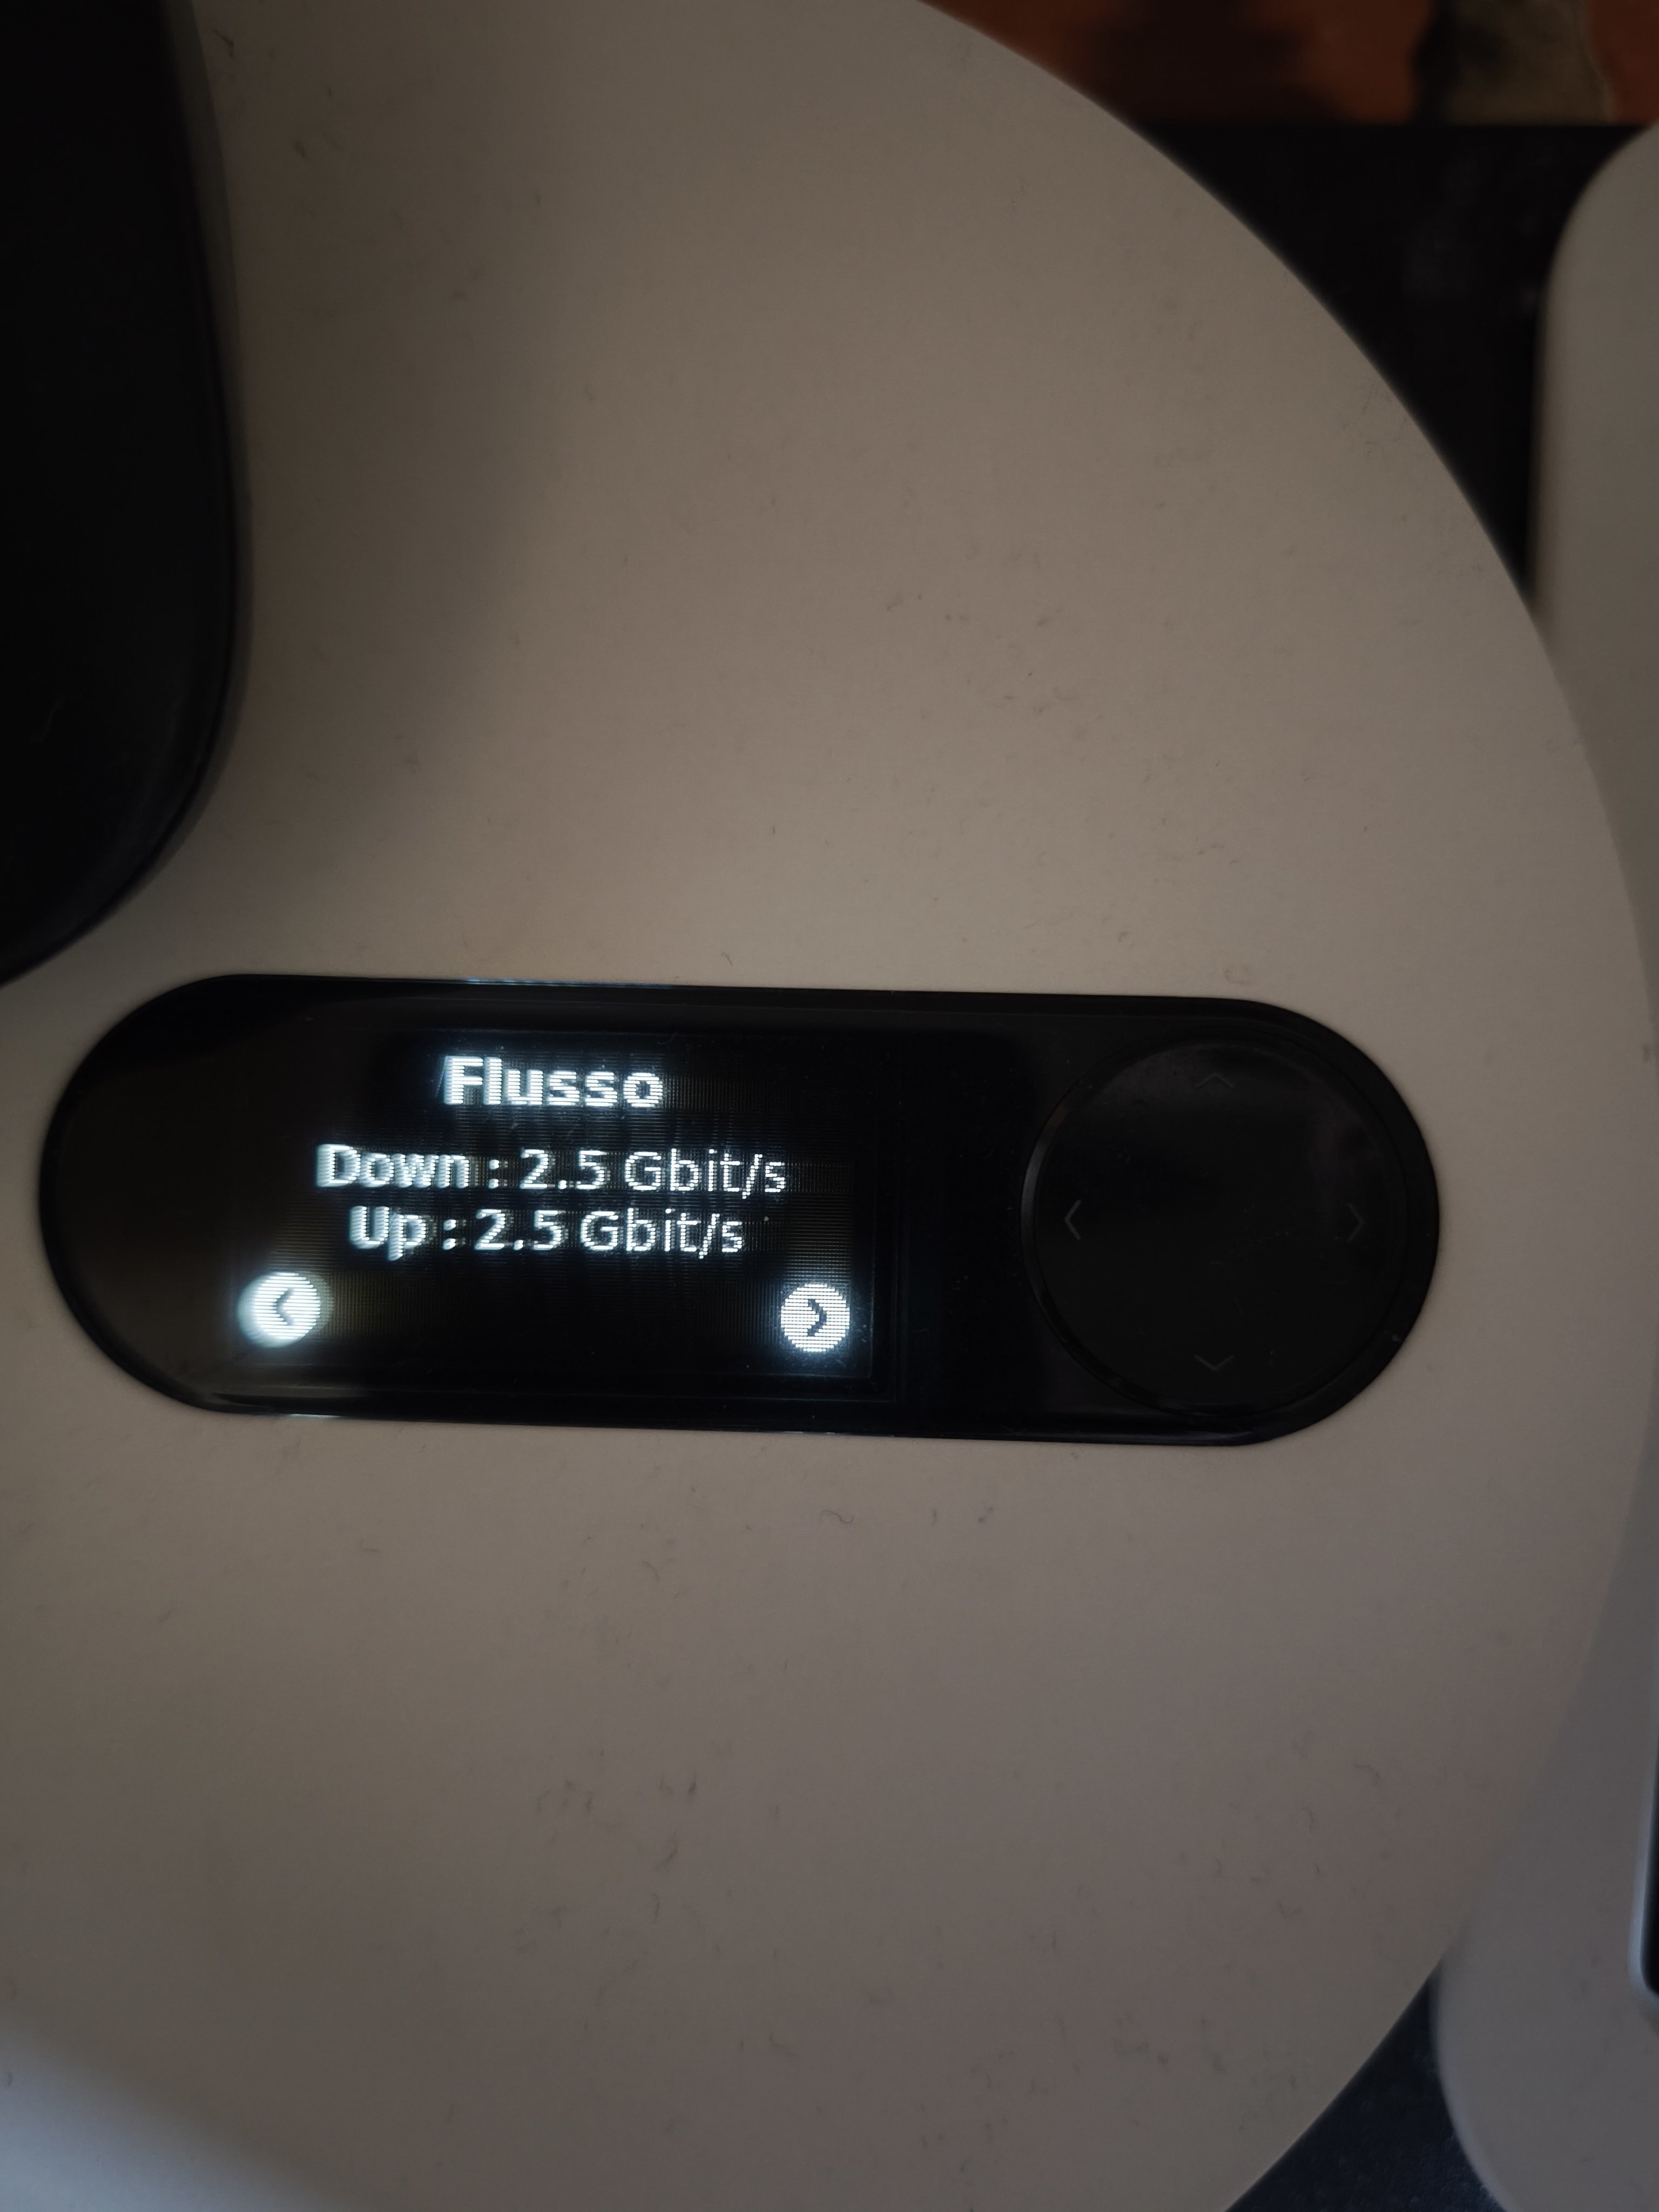 Flusso
Down : 2.5 Gbit/s
Up : 2.5 Gbit/s